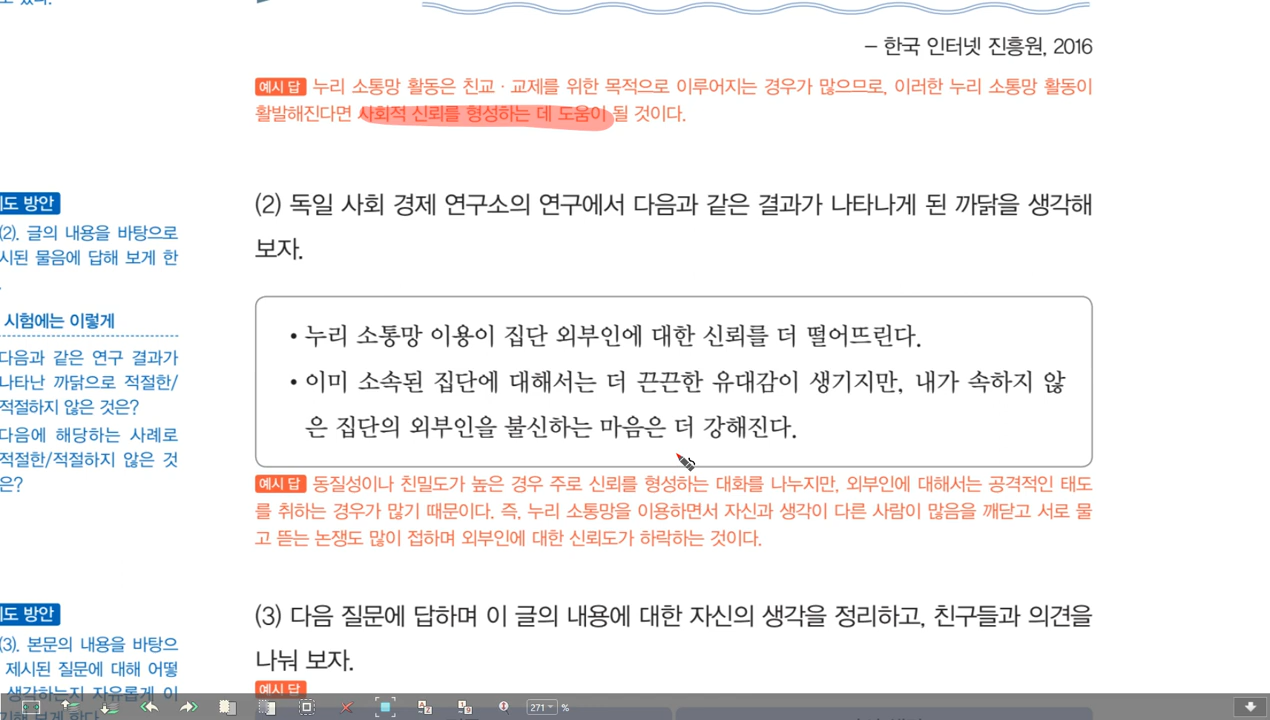 – 한국 인터넷 진흥원, 2016
예시 답 누리 소통망 활동은 친교 · 교제를 위한 목적으로 이루어지는 경우가 많으므로, 이러한 누리 소통망 활동이
활발해진다면 사회적 신뢰를 형성하는 데 도움이 될 것이다.
도 방안
(2) 독일 사회 경제 연구소의 연구에서 다음과 같은 결과가 나타나게 된 까닭을 생각해
보자.
(2). 글의 내용을 바탕으로
시된 물음에 답해 보게 한
시험에는 이렇게
다음과 같은 연구 결과가
나타난 까닭으로 적절한/
적절하지 않은 것은?
다음에 해당하는 사례로
적절한/적절하지 않은 것
은?
• 누리 소통망 이용이 집단 외부인에 대한 신뢰를 더 떨어뜨린다.
• 이미 소속된 집단에 대해서는 더 끈끈한 유대감이 생기지만, 내가 속하지 않
은 집단의 외부인을 불신하는 마음은 더 강해진다.
예시 답 동질성이나 친밀도가 높은 경우 주로 신뢰를 형성하는 대화를 나누지만, 외부인에 대해서는 공격적인 태도
를 취하는 경우가 많기 때문이다. 즉, 누리 소통망을 이용하면서 자신과 생각이 다른 사람이 많음을 깨닫고 서로 물
고 뜯는 논쟁도 많이 접하며 외부인에 대한 신뢰도가 하락하는 것이다.
도 방안
(3) 다음 질문에 답하며 이 글의 내용에 대한 자신의 생각을 정리하고, 친구들과 의견을
나눠 보자.
(3). 본문의 내용을 바탕으
제시된 질문에 대해 어떻
생각하는지 자유롭게 이
예시 답
271 %